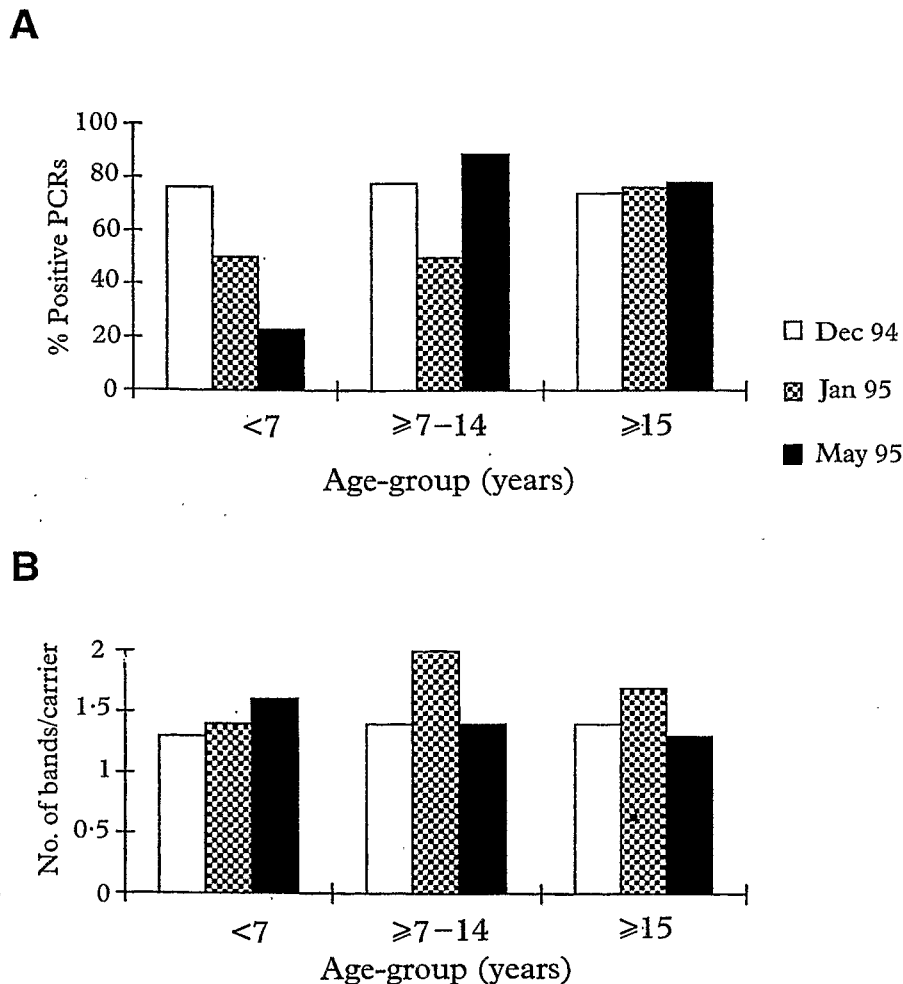 A
% Positive PCRs
100
80
60
40
20
0
<7
⩾7–14
⩾15
Age-group (years)
Dec 94
Jan 95
May 95
B
No. of bands/carrier
2
1·5
1
0·5
0
<7
⩾7–14
⩾15
Age-group (years)